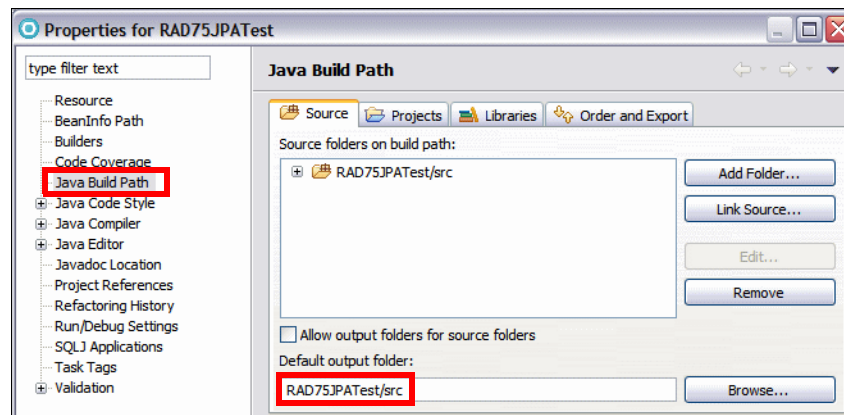 Properties for RAD75JPATest
type filter text
Resource
BeanInfo Path
Builders
Code Coverage
Java Build Path
Java Code Style
Java Compiler
Java Editor
Javadoc Location
Project References
Refactoring History
Run/Debug Settings
SQLJ Applications
Task Tags
Validation
Java Build Path
Source Projects Libraries Order and Export
Source folders on build path:
RAD75JPATest/src
Add Folder...
Link Source...
Edit...
Remove
Allow output folders for source folders
Default output folder:
RAD75JPATest/src
Browse...